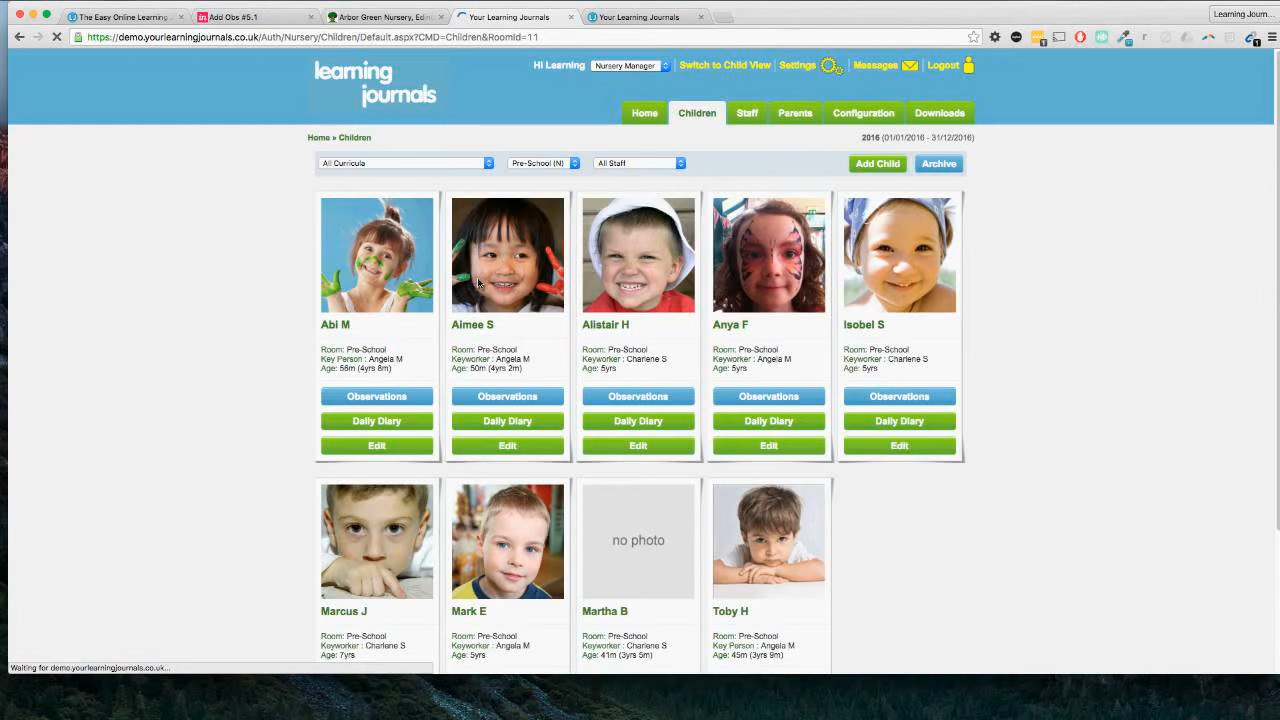 The Easy Online Learning
Add Obs #5.1
Arbor Green Nursery, Edin
Your Learning Journals
Your Learning Journals
Learning Journ...
https://demo.yourlearningjournals.co.uk/Auth/Nursery/Children/Default.aspx?CMD=Children&RoomId=11
learning
journals
Hi Learning
Nursery Manager
Switch to Child View
Settings
Messages
Logout
Home
Children
Staff
Parents
Configuration
Downloads
Home » Children
2016 (01/01/2016 - 31/12/2016)
All Curricula
Pre-School (N)
All Staff
Add Child
Archive
Abi M
Aimee S
Alistair H
Anya F
Isobel S
Room: Pre-School
Key Person : Angela M
Age: 56m (4yrs 8m)
Room: Pre-School
Keyworker : Angela M
Age: 50m (4yrs 2m)
Room: Pre-School
Keyworker : Charlene S
Age: 5yrs
Room: Pre-School
Keyworker : Angela M
Age: 5yrs
Room: Pre-School
Keyworker : Charlene S
Age: 5yrs
Observations
Observations
Observations
Observations
Observations
Daily Diary
Daily Diary
Daily Diary
Daily Diary
Daily Diary
Edit
Edit
Edit
Edit
Edit
no photo
Marcus J
Mark E
Martha B
Toby H
Room: Pre-School
Keyworker : Charlene S
Age: 7yrs
Room: Pre-School
Keyworker : Angela M
Age: 5yrs
Room: Pre-School
Keyworker : Charlene S
Age: 41m (3yrs 5m)
Room: Pre-School
Key Person : Angela M
Age: 45m (3yrs 9m)
Waiting for demo.yourlearningjournals.co.uk...